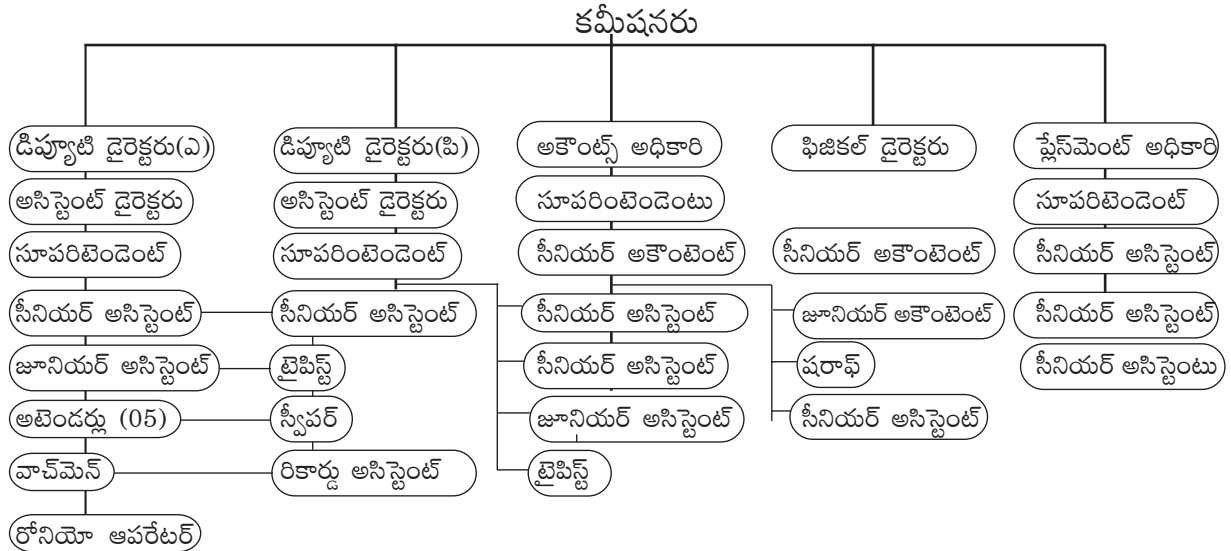 కమీషనరు
డిప్యూటి డైరెక్టరు(ఎ) డిప్యూటి డైరెక్టరు(పి) అకౌంట్స్ అధికారి ఫిజికల్ డైరెక్టరు ప్లేస్‌మెంట్ అధికారి
అసిస్టెంట్ డైరెక్టరు అసిస్టెంట్ డైరెక్టరు సూపరింటెండెంటు సూపరిటెండెంట్
సూపరిటెండెంట్ సూపరింటెండెంట్ సీనియర్ అకౌంటెంట్ సీనియర్ అకౌంటెంట్ సీనియర్ అసిస్టెంట్
సీనియర్ అసిస్టెంట్ సీనియర్ అసిస్టెంట్ సీనియర్ అసిస్టెంట్ జూనియర్ అకౌంటెంట్ సీనియర్ అసిస్టెంట్
జూనియర్ అసిస్టెంట్ టైపిస్ట్ సీనియర్ అసిస్టెంట్ షరాఫ్ సీనియర్ అసిస్టెంటు
అటెండర్లు (05) స్వీపర్ జూనియర్ అసిస్టెంట్ సీనియర్ అసిస్టెంట్
వాచ్‌మెన్ రికార్డు అసిస్టెంట్ టైపిస్ట్
రోనియో ఆపరేటర్